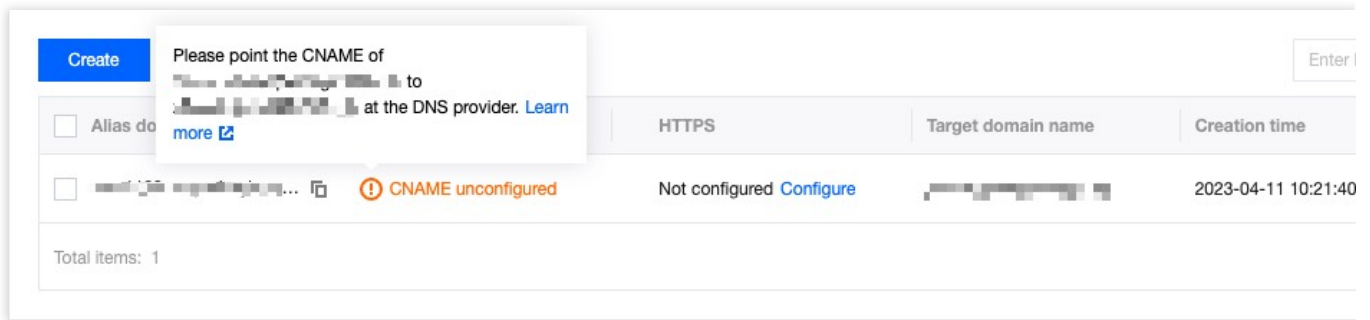 Create
Please point the CNAME of
to
at the DNS provider. Learn
more
Enter
Alias do
HTTPS
Target domain name
Creation time
...
CNAME unconfigured
Not configured Configure
2023-04-11 10:21:40
Total items: 1